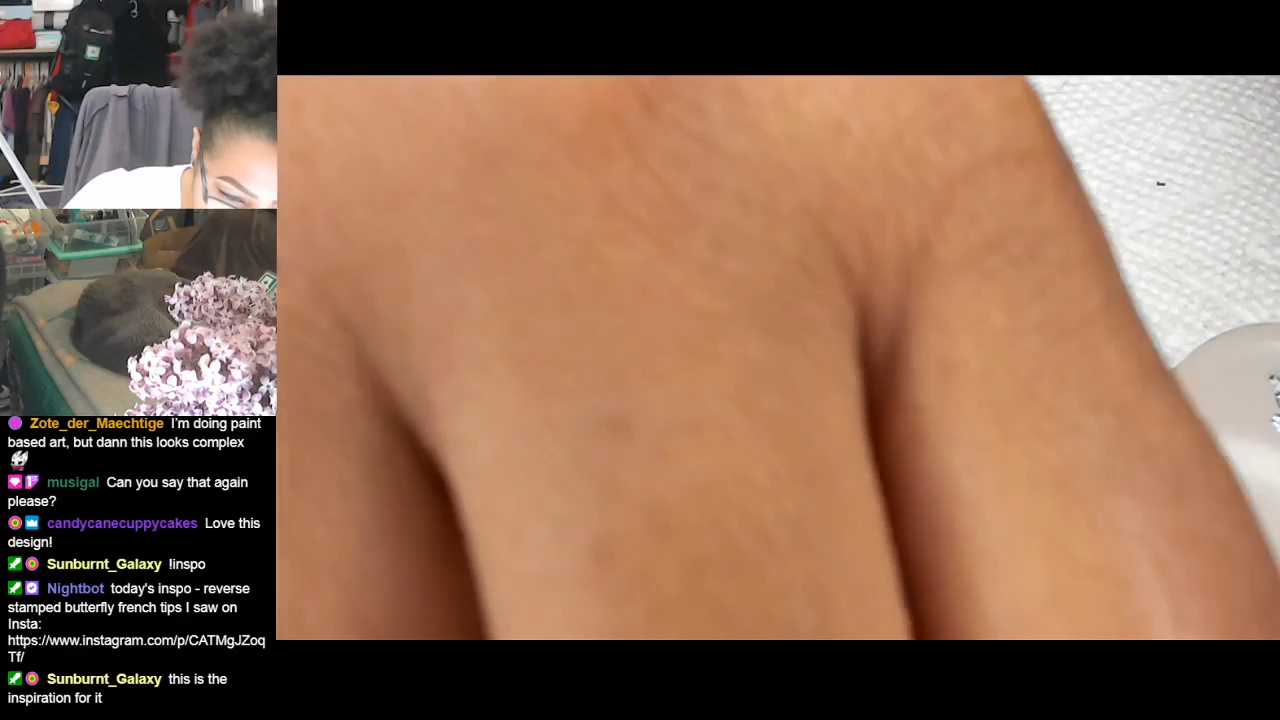 Zote_der_Maechtige I'm doing paint
based art, but dann this looks complex
musigal Can you say that again
please?
candycanecuppycakes Love this
design!
Sunburnt_Galaxy !inspo
Nightbot today's inspo - reverse
stamped butterfly french tips I saw on
Insta:
https://www.instagram.com/p/CATMgJZoq
Tf/
Sunburnt_Galaxy this is the
inspiration for it